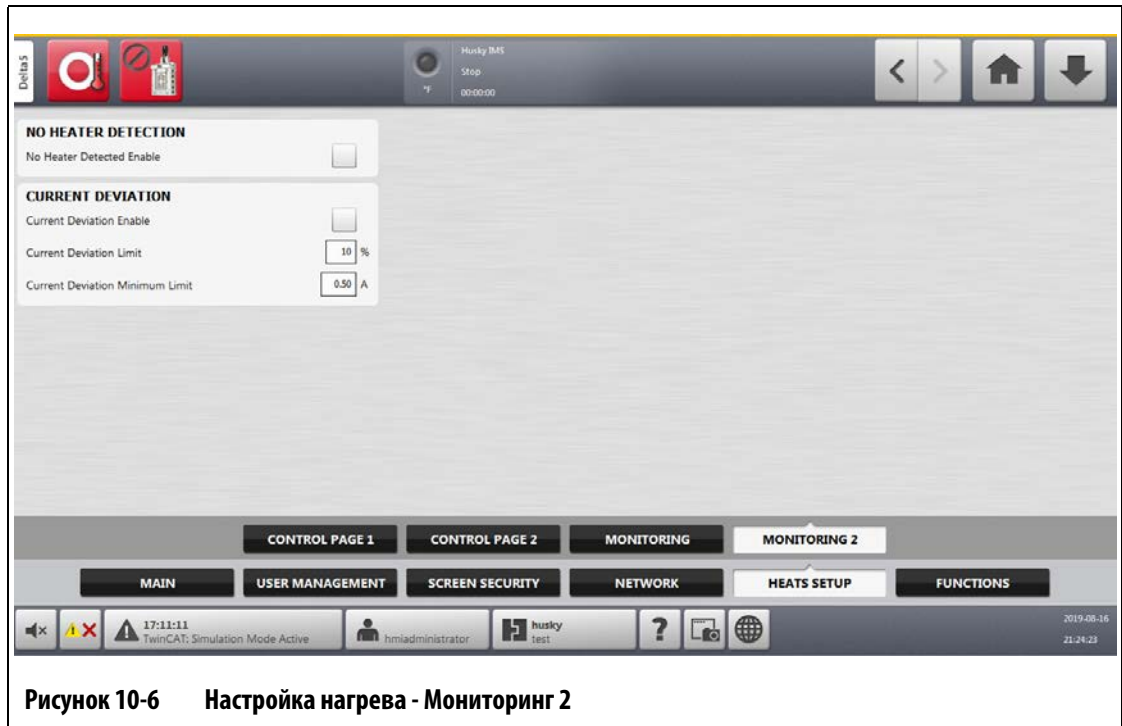 Delta5
Husky IMS
Stop
°F
00:00:00
NO HEATER DETECTION
No Heater Detected Enable
CURRENT DEVIATION
Current Deviation Enable
Current Deviation Limit 10 %
Current Deviation Minimum Limit 0.50 A
CONTROL PAGE 1 CONTROL PAGE 2 MONITORING MONITORING 2
MAIN USER MANAGEMENT SCREEN SECURITY NETWORK HEATS SETUP FUNCTIONS
17:11:11
TwinCAT: Simulation Mode Active
hmiadministrator
husky
test
?
2019-08-16
21:24:23
Рисунок 10-6 Настройка нагрева - Мониторинг 2